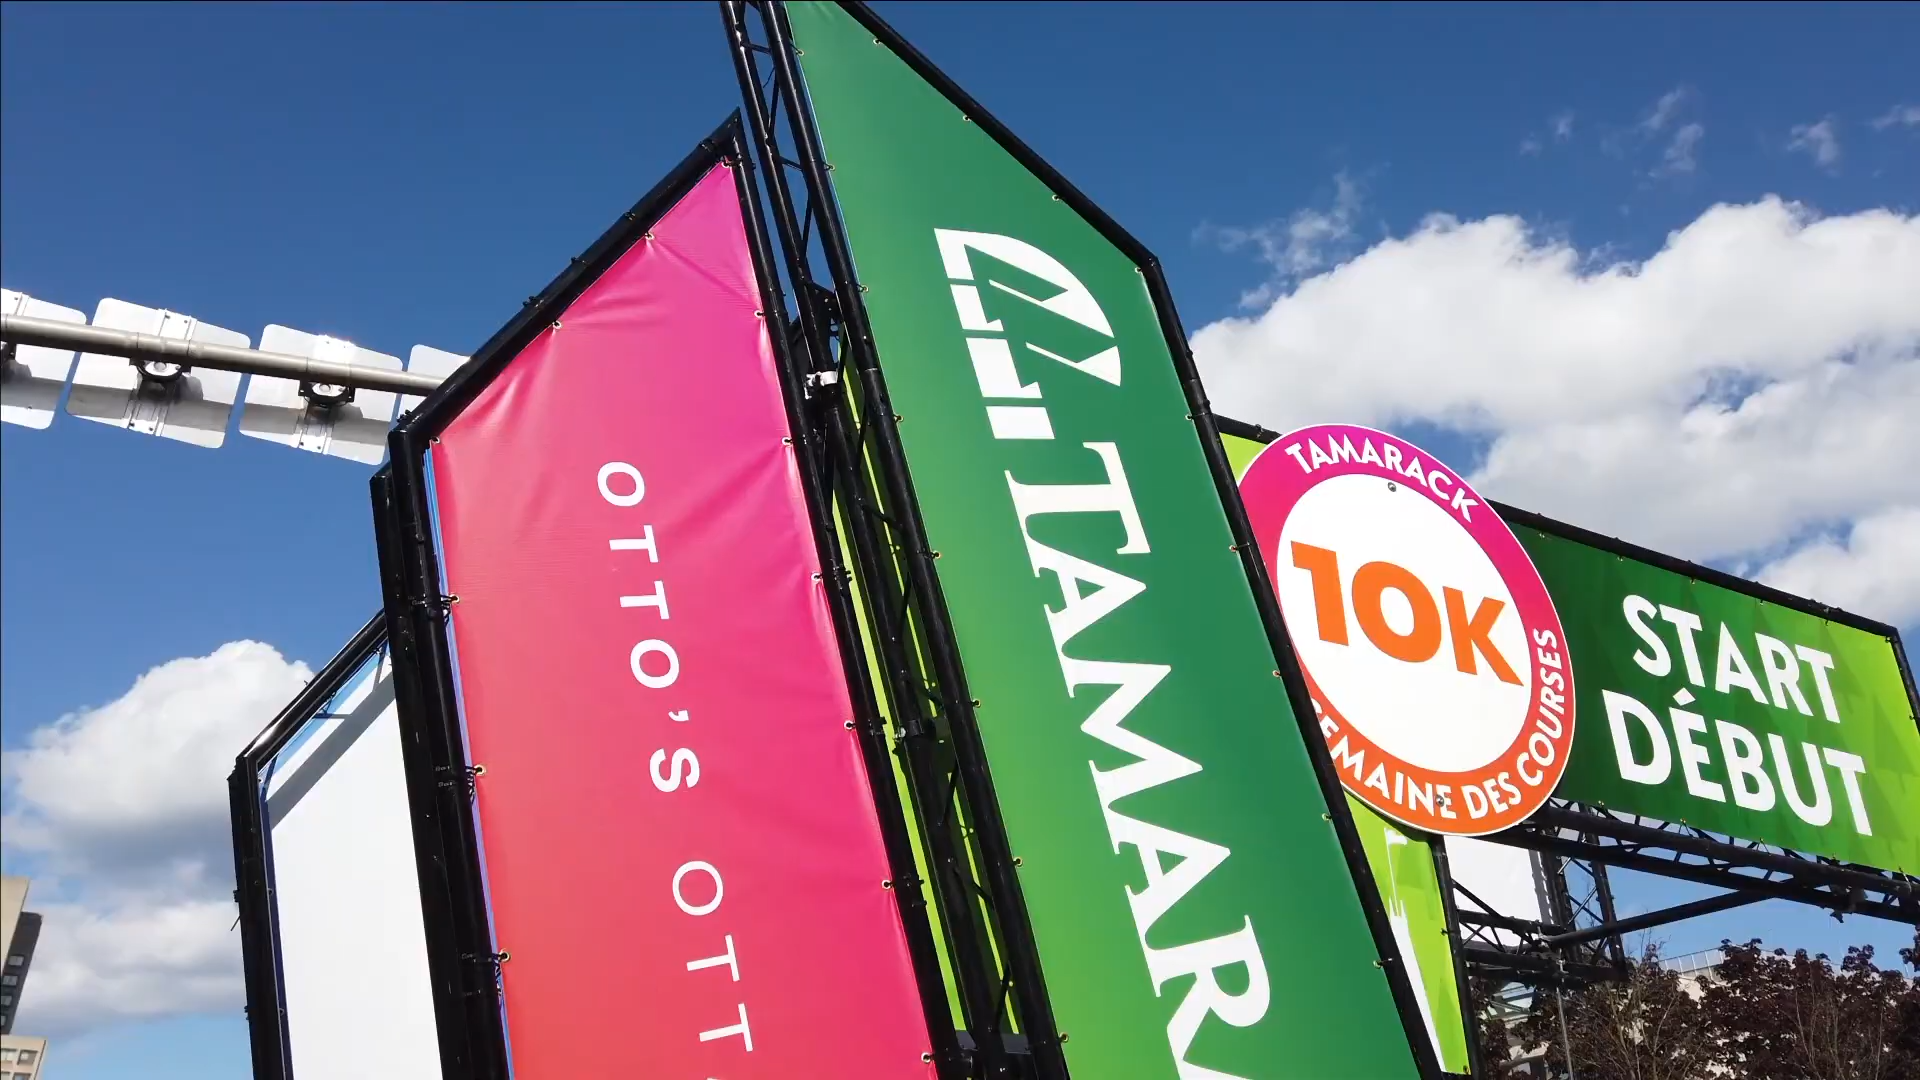 OTTO'S OTT
TAMAR
TAMARACK
10K
SEMAINE DES COURSES
START
DÉBUT